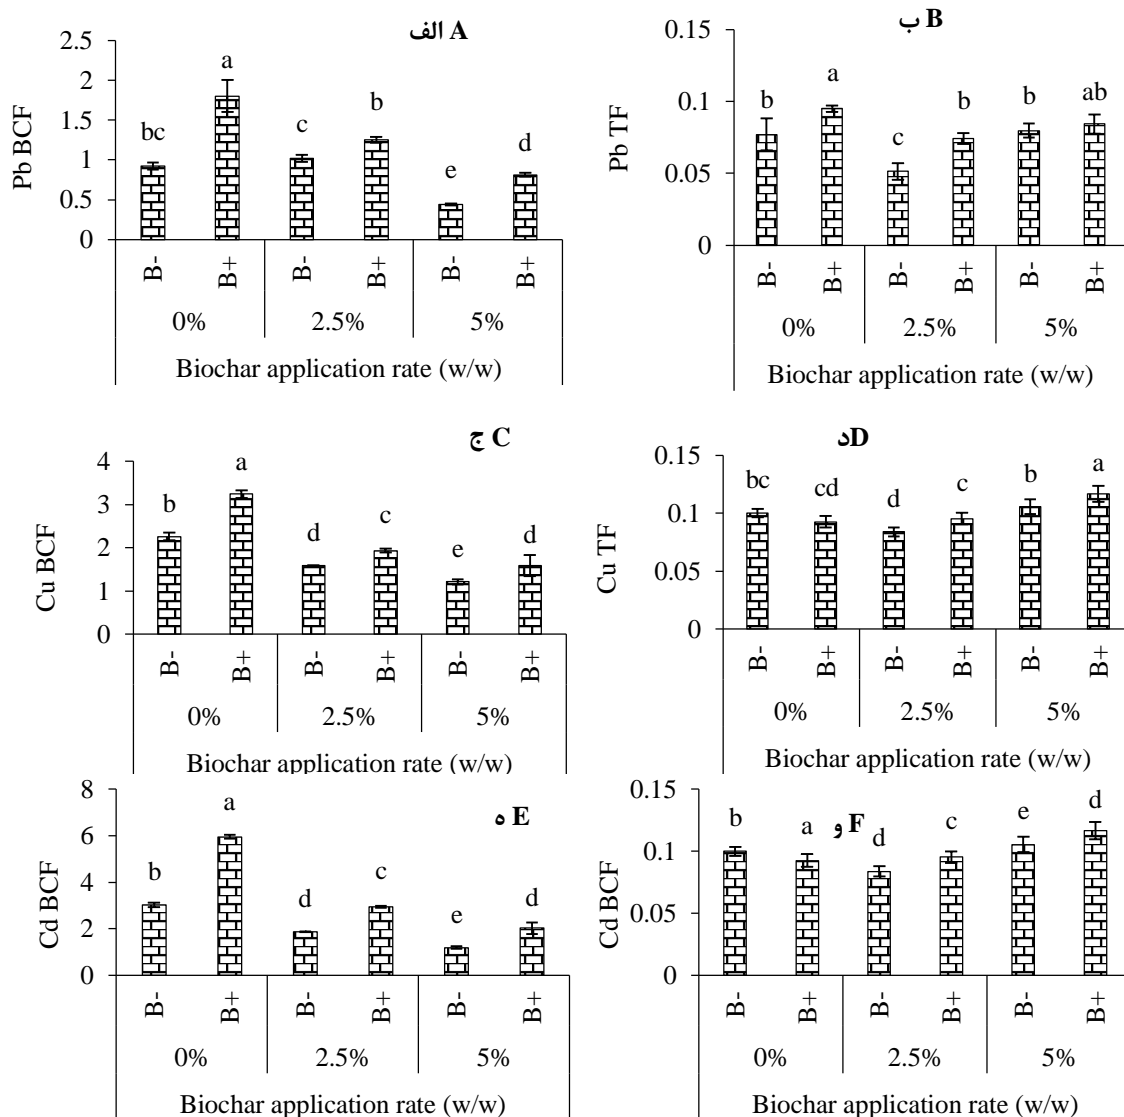 الف A
Pb BCF
2.5
2
1.5
1
0.5
0
bc
a
c
b
e
d
B-
B+
B-
B+
B-
B+
0%
2.5%
5%
Biochar application rate (w/w)
ب B
Pb TF
0.15
0.1
0.05
0
b
a
c
b
b
ab
B-
B+
B-
B+
B-
B+
0%
2.5%
5%
Biochar application rate (w/w)
ج C
Cu BCF
4
3
2
1
0
b
a
d
c
e
d
B-
B+
B-
B+
B-
B+
0%
2.5%
5%
Biochar application rate (w/w)
دD
Cu TF
0.15
0.1
0.05
0
bc
cd
d
c
b
a
B-
B+
B-
B+
B-
B+
0%
2.5%
5%
Biochar application rate (w/w)
ه E
Cd BCF
8
6
4
2
0
b
a
d
c
e
d
B-
B+
B-
B+
B-
B+
0%
2.5%
5%
Biochar application rate (w/w)
و F
Cd BCF
0.15
0.1
0.05
0
b
a
d
c
e
d
B-
B+
B-
B+
B-
B+
0%
2.5%
5%
Biochar application rate (w/w)